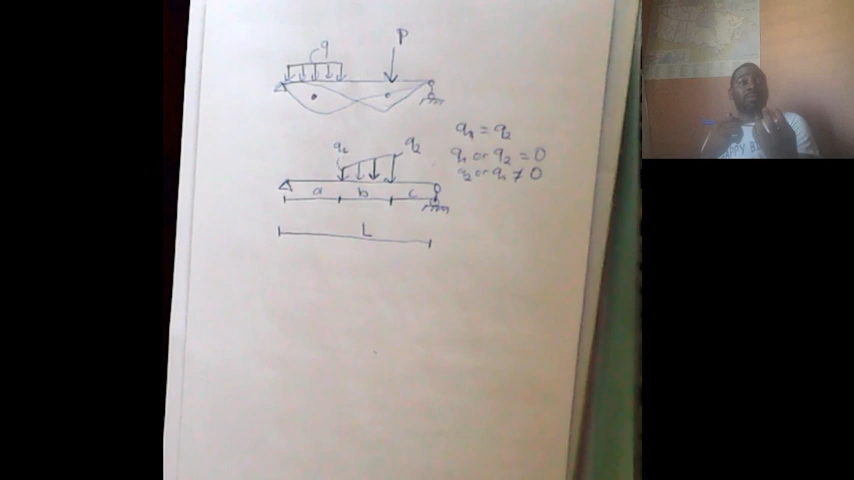 q
P
q₁ q₂
q₁ = q₂
q₁ or q₂ = 0
q₂ or q₁ ≠ 0
a b c
L